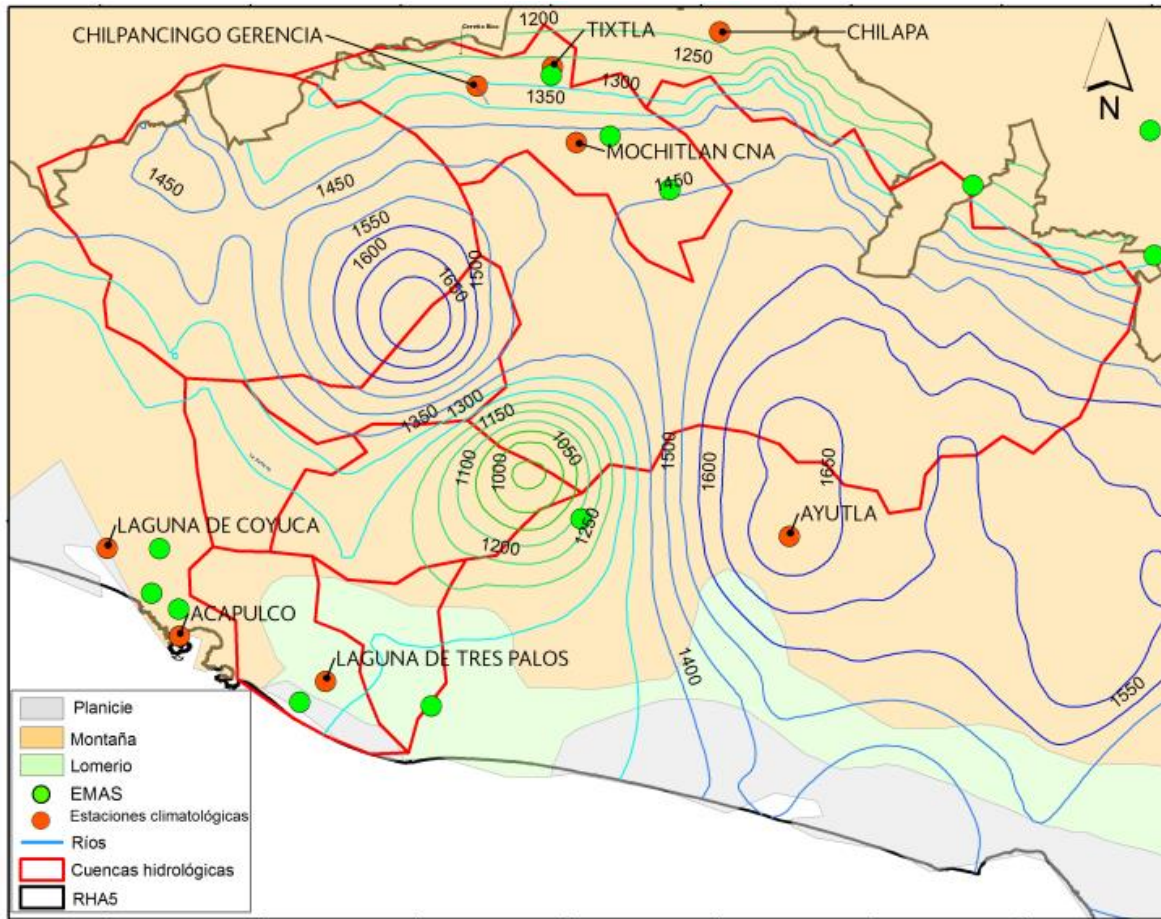 1200
TIXTLA
CHILPANCINGO GERENCIA
CHILAPA
1250
1300
1350
N
MOCHITLAN CNA
1450
1450
1450
1550
1600
1650
1500
1350
1300
1150
1050
1100
1000
1500
1600
1650
1250
1200
AYUTLA
LAGUNA DE COYUCA
ACAPULCO
LAGUNA DE TRES PALOS
1400
1550
Planicie
Montaña
Lomerio
EMAS
Estaciones climatológicas
Ríos
Cuencas hidrológicas
RHA5